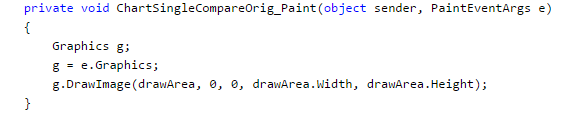 private void ChartSingleCompareOrig_Paint(object sender, PaintEventArgs e)
{
    Graphics g;
    g = e.Graphics;
    g.DrawImage(drawArea, 0, 0, drawArea.Width, drawArea.Height);
}